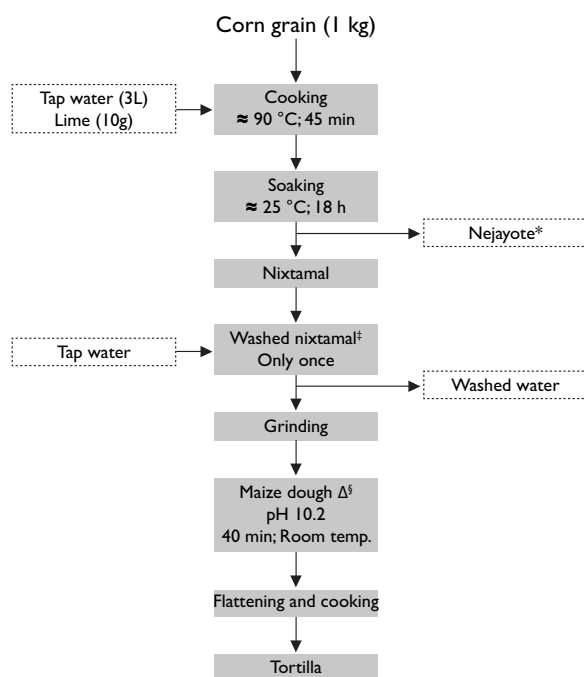 Corn grain (1 kg)
Tap water (3L)
Lime (10g)
Cooking
≈ 90 °C; 45 min
Soaking
≈ 25 °C; 18 h
Nejayote*
Nixtamal
Tap water
Washed nixtamal‡
Only once
Washed water
Grinding
Maize dough Δ§
pH 10.2
40 min; Room temp.
Flattening and cooking
Tortilla